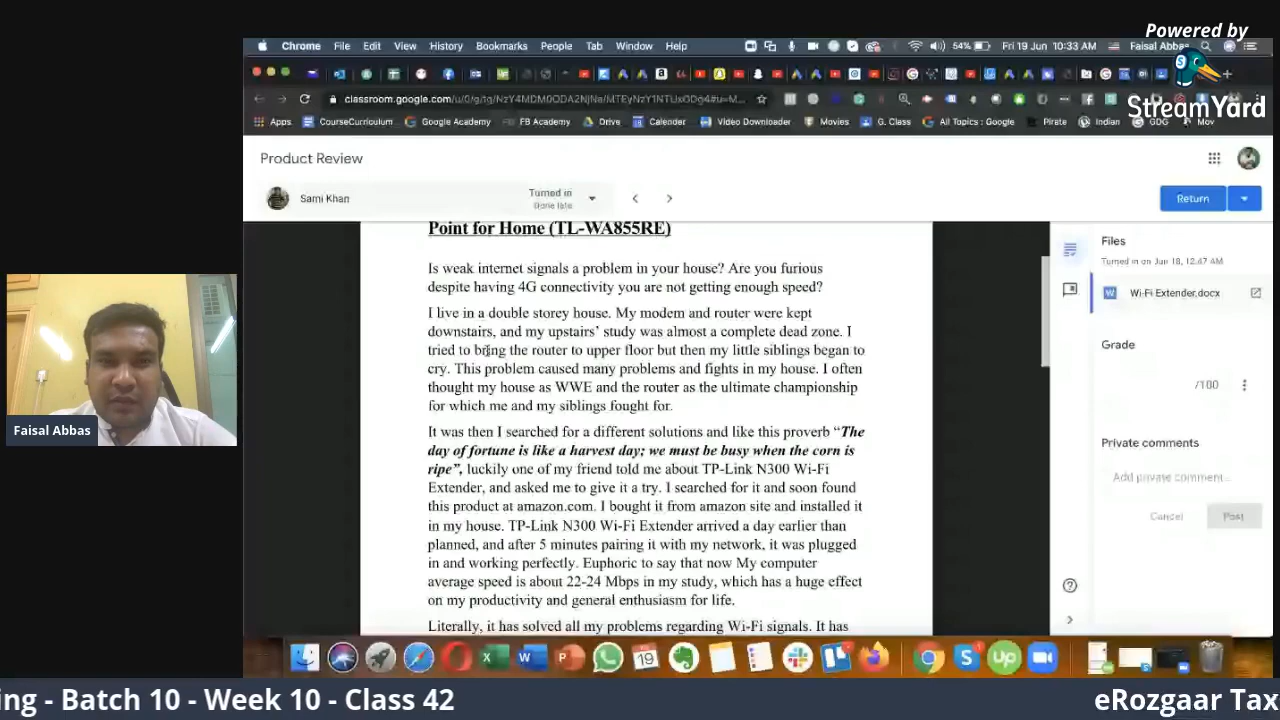 Powered by
StreamYard
Chrome File Edit View History Bookmarks People Tab Window Help
54% Fri 19 Jun 10:33 AM Faisal Abbas
Apps CourseCurriculum Google Academy FB Academy Drive Calendar Video Downloader Movies G. Class All Topics : Google Pirate Indian GDG Mov
Product Review
Sami Khan
Turned in
Done late
Return
Point for Home (TL-WA855RE)
Is weak internet signals a problem in your house? Are you furious
despite having 4G connectivity you are not getting enough speed?
I live in a double storey house. My modem and router were kept
downstairs, and my upstairs’ study was almost a complete dead zone. I
tried to bring the router to upper floor but then my little siblings began to
cry. This problem caused many problems and fights in my house. I often
thought my house as WWE and the router as the ultimate championship
for which me and my siblings fought for.
It was then I searched for a different solutions and like this proverb “The
day of fortune is like a harvest day; we must be busy when the corn is
ripe”, luckily one of my friend told me about TP-Link N300 Wi-Fi
Extender, and asked me to give it a try. I searched for it and soon found
this product at amazon.com. I bought it from amazon site and installed it
in my house. TP-Link N300 Wi-Fi Extender arrived a day earlier than
planned, and after 5 minutes pairing it with my network, it was plugged
in and working perfectly. Euphoric to say that now My computer
average speed is about 22-24 Mbps in my study, which has a huge effect
on my productivity and general enthusiasm for life.
Literally, it has solved all my problems regarding Wi-Fi signals. It has
Files
Turned in on Jun 18, 12:47 AM
Wi-Fi Extender.docx
Grade
/100
Private comments
Add private comment...
Cancel Post
Faisal Abbas
ing - Batch 10 - Week 10 - Class 42
eRozgaar Tax